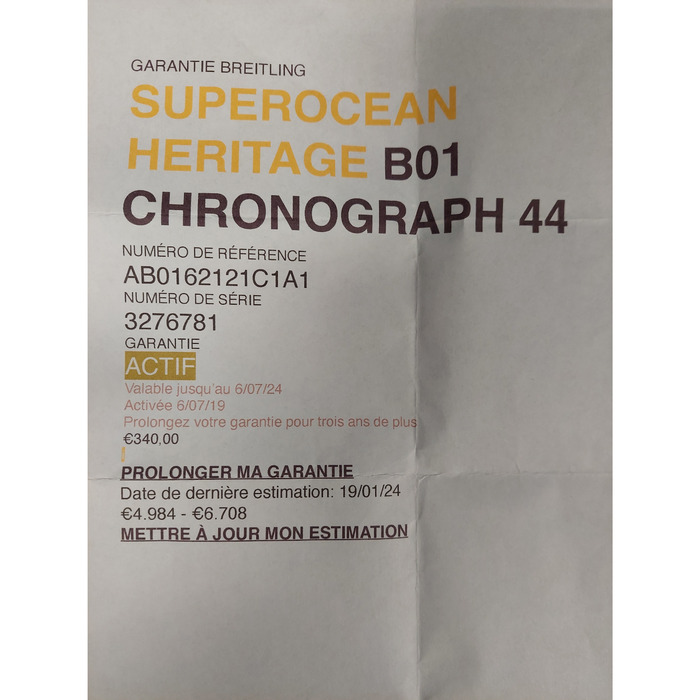 GARANTIE BREITLING
SUPEROCEAN
HERITAGE B01
CHRONOGRAPH 44
NUMÉRO DE RÉFÉRENCE
AB0162121C1A1
NUMÉRO DE SÉRIE
3276781
GARANTIE
ACTIF
Valable jusqu'au 6/07/24
Activée 6/07/19
Prolongez votre garantie pour trois ans de plus
€340,00
PROLONGER MA GARANTIE
Date de dernière estimation: 19/01/24
€4.984 - €6.708
METTRE À JOUR MON ESTIMATION